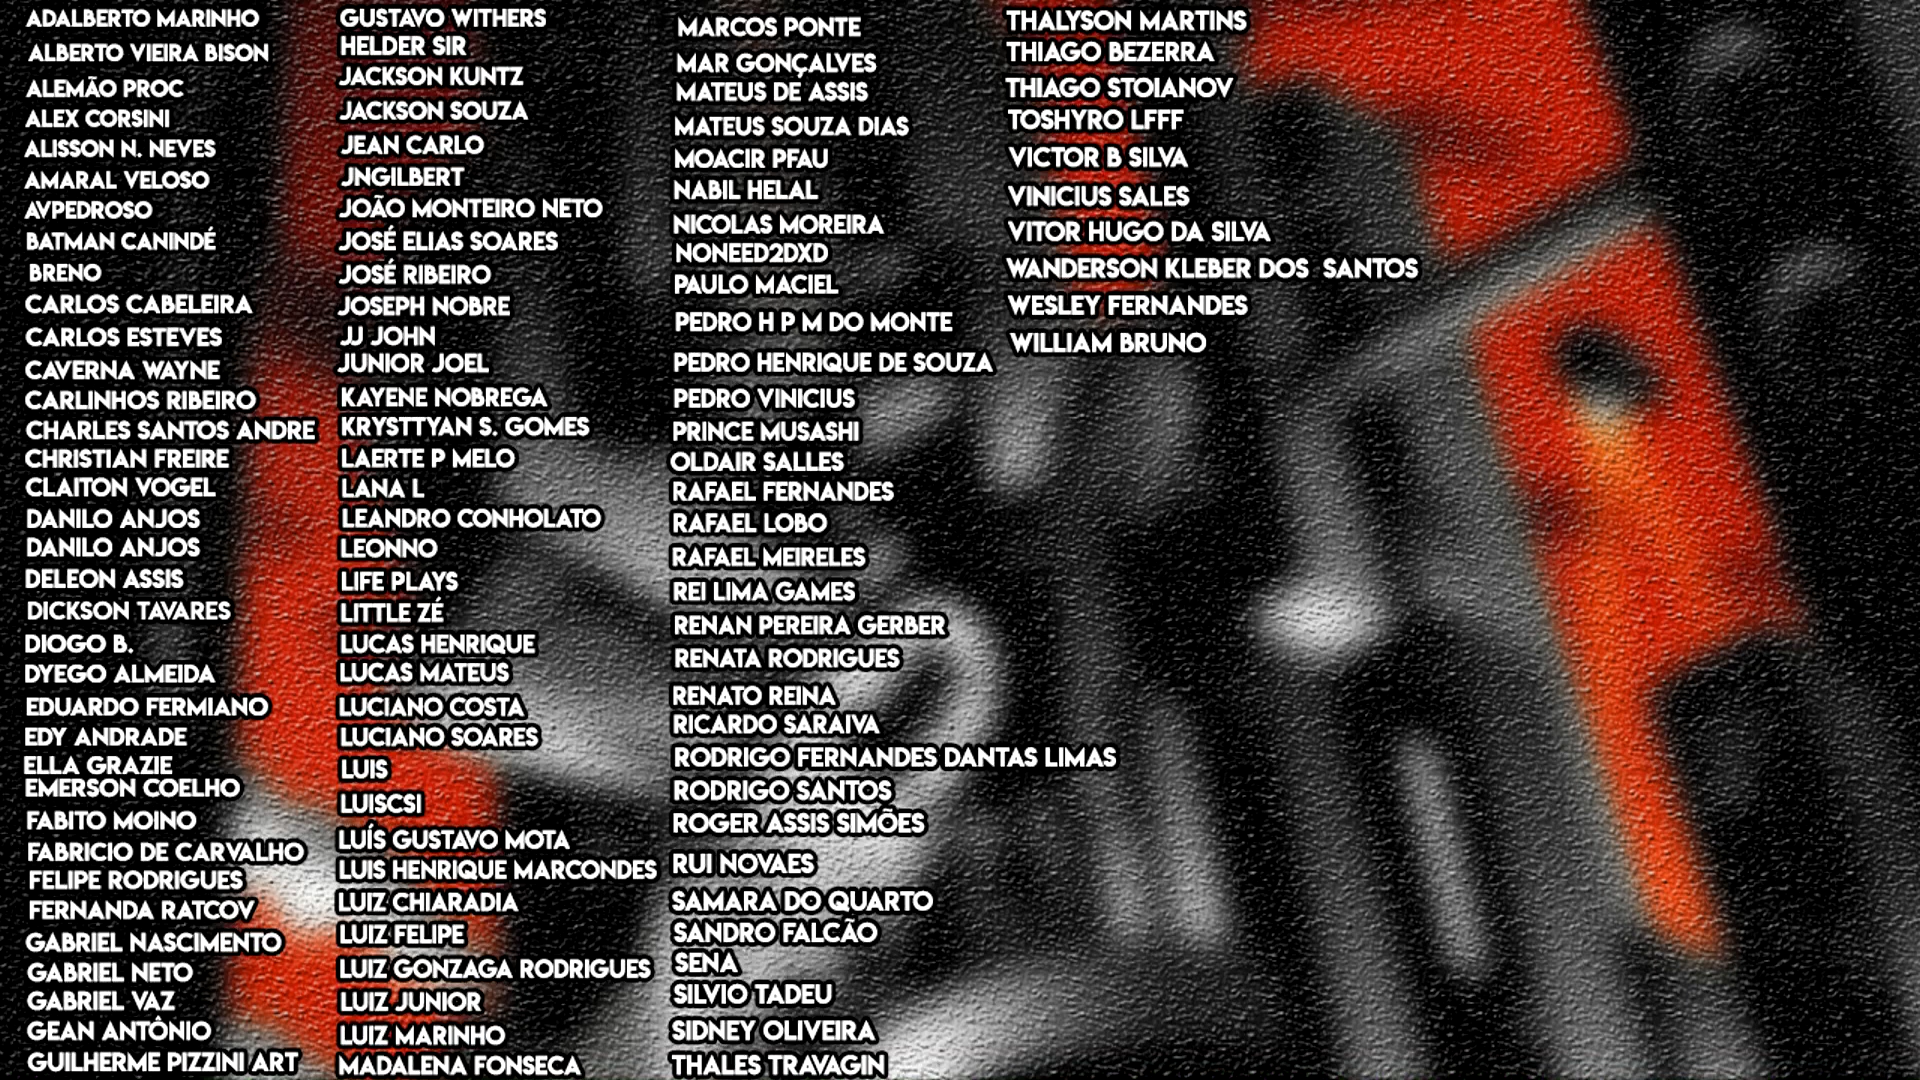 ADALBERTO MARINHO
ALBERTO VIEIRA BISON
ALEMÃO PROC
ALEX CORSINI
ALISSON N. NEVES
AMARAL VELOSO
AVPEDROSO
BATMAN CANINDÉ
BRENO
CARLOS CABELEIRA
CARLOS ESTEVES
CAVERNA WAYNE
CARLINHOS RIBEIRO
CHARLES SANTOS ANDRE
CHRISTIAN FREIRE
CLAITON VOGEL
DANILO ANJOS
DANILO ANJOS
DELEON ASSIS
DICKSON TAVARES
DIOGO B.
DYEGO ALMEIDA
EDUARDO FERMIANO
EDY ANDRADE
ELLA GRAZIE
EMERSON COELHO
FABITO MOINO
FABRICIO DE CARVALHO
FELIPE RODRIGUES
FERNANDA RATCOV
GABRIEL NASCIMENTO
GABRIEL NETO
GABRIEL VAZ
GEAN ANTÔNIO
GUILHERME PIZZINI ART
GUSTAVO WITHERS
HELDER SIR
JACKSON KUNTZ
JACKSON SOUZA
JEAN CARLO
JNGILBERT
JOÃO MONTEIRO NETO
JOSÉ ELIAS SOARES
JOSÉ RIBEIRO
JOSEPH NOBRE
JJ JOHN
JUNIOR JOEL
KAYENE NOBREGA
KRYSTTYAN S. GOMES
LAERTE P MELO
LANA L
LEANDRO CONHOLATO
LEONNO
LIFE PLAYS
LITTLE ZÉ
LUCAS HENRIQUE
LUCAS MATEUS
LUCIANO COSTA
LUCIANO SOARES
LUIS
LUISCSI
LUÍS GUSTAVO MOTA
LUIS HENRIQUE MARCONDES
LUIZ CHIARADIA
LUIZ FELIPE
LUIZ GONZAGA RODRIGUES
LUIZ JUNIOR
LUIZ MARINHO
MADALENA FONSECA
MARCOS PONTE
MAR GONÇALVES
MATEUS DE ASSIS
MATEUS SOUZA DIAS
MOACIR PFAU
NABIL HELAL
NICOLAS MOREIRA
NONEED2DXD
PAULO MACIEL
PEDRO H P M DO MONTE
PEDRO HENRIQUE DE SOUZA
PEDRO VINICIUS
PRINCE MUSASHI
OLDAIR SALLES
RAFAEL FERNANDES
RAFAEL LOBO
RAFAEL MEIRELES
REI LIMA GAMES
RENAN PEREIRA GERBER
RENATA RODRIGUES
RENATO REINA
RICARDO SARAIVA
RODRIGO FERNANDES DANTAS LIMAS
RODRIGO SANTOS
ROGER ASSIS SIMÕES
RUI NOVAES
SAMARA DO QUARTO
SANDRO FALCÃO
SENA
SILVIO TADEU
SIDNEY OLIVEIRA
THALES TRAVAGIN
THALYSON MARTINS
THIAGO BEZERRA
THIAGO STOIANOV
TOSHYRO LFFF
VICTOR B SILVA
VINICIUS SALES
VITOR HUGO DA SILVA
WANDERSON KLEBER DOS  SANTOS
WESLEY FERNANDES
WILLIAM BRUNO